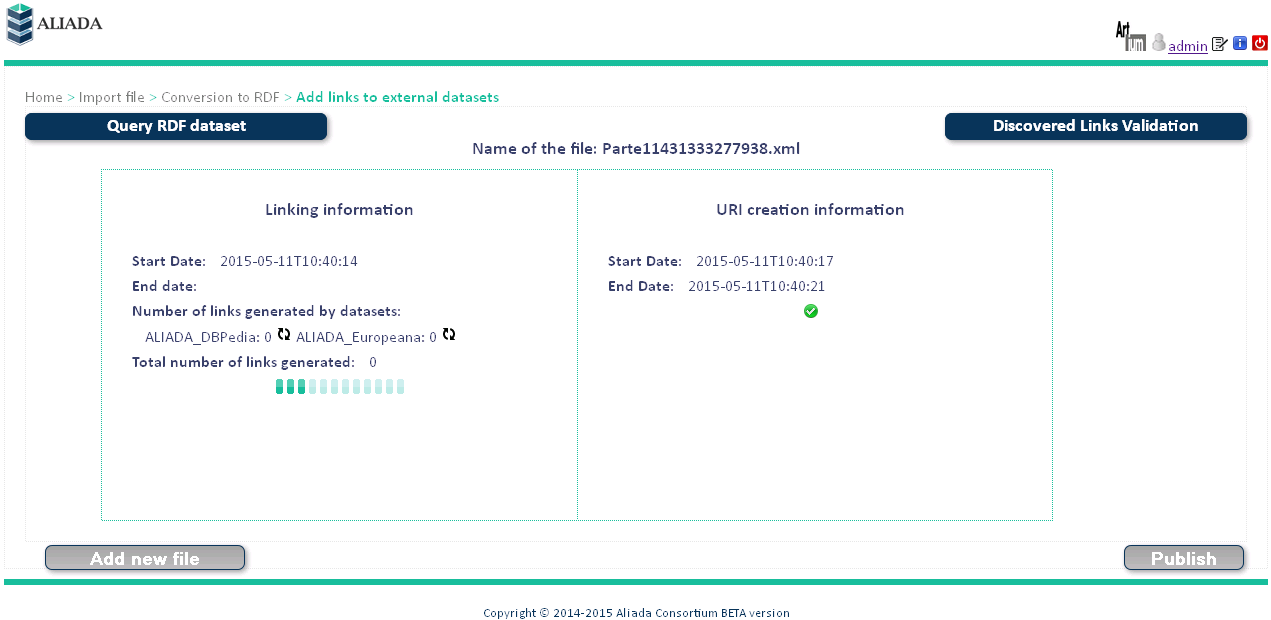 ALIADA
Art
ium
admin
Home > Import file > Conversion to RDF > Add links to external datasets
Query RDF dataset
Discovered Links Validation
Name of the file: Parte11431333277938.xml
Linking information
Start Date: 2015-05-11T10:40:14
End date:
Number of links generated by datasets:
ALIADA_DBPedia: 0 ALIADA_Europeana: 0
Total number of links generated: 0
URI creation information
Start Date: 2015-05-11T10:40:17
End Date: 2015-05-11T10:40:21
Add new file
Publish
Copyright © 2014-2015 Aliada Consortium BETA version